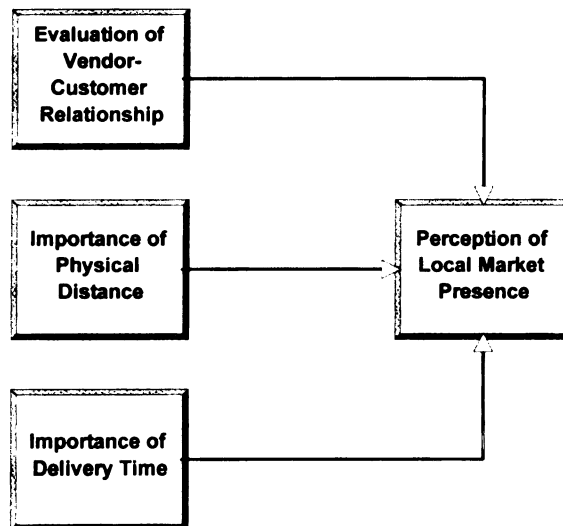 Evaluation of
Vendor-
Customer
Relationship
Importance of
Physical
Distance
Perception of
Local Market
Presence
Importance of
Delivery Time